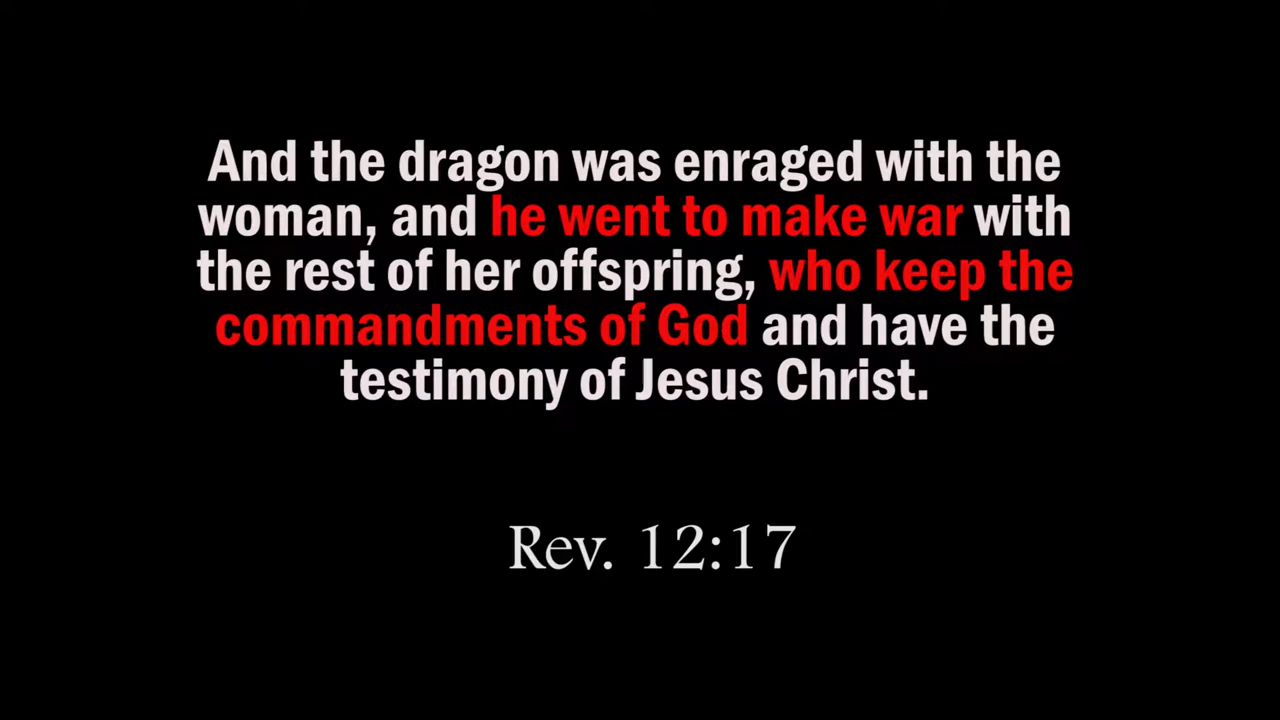 And the dragon was enraged with the
woman, and he went to make war with
the rest of her offspring, who keep the
commandments of God and have the
testimony of Jesus Christ.
Rev. 12:17